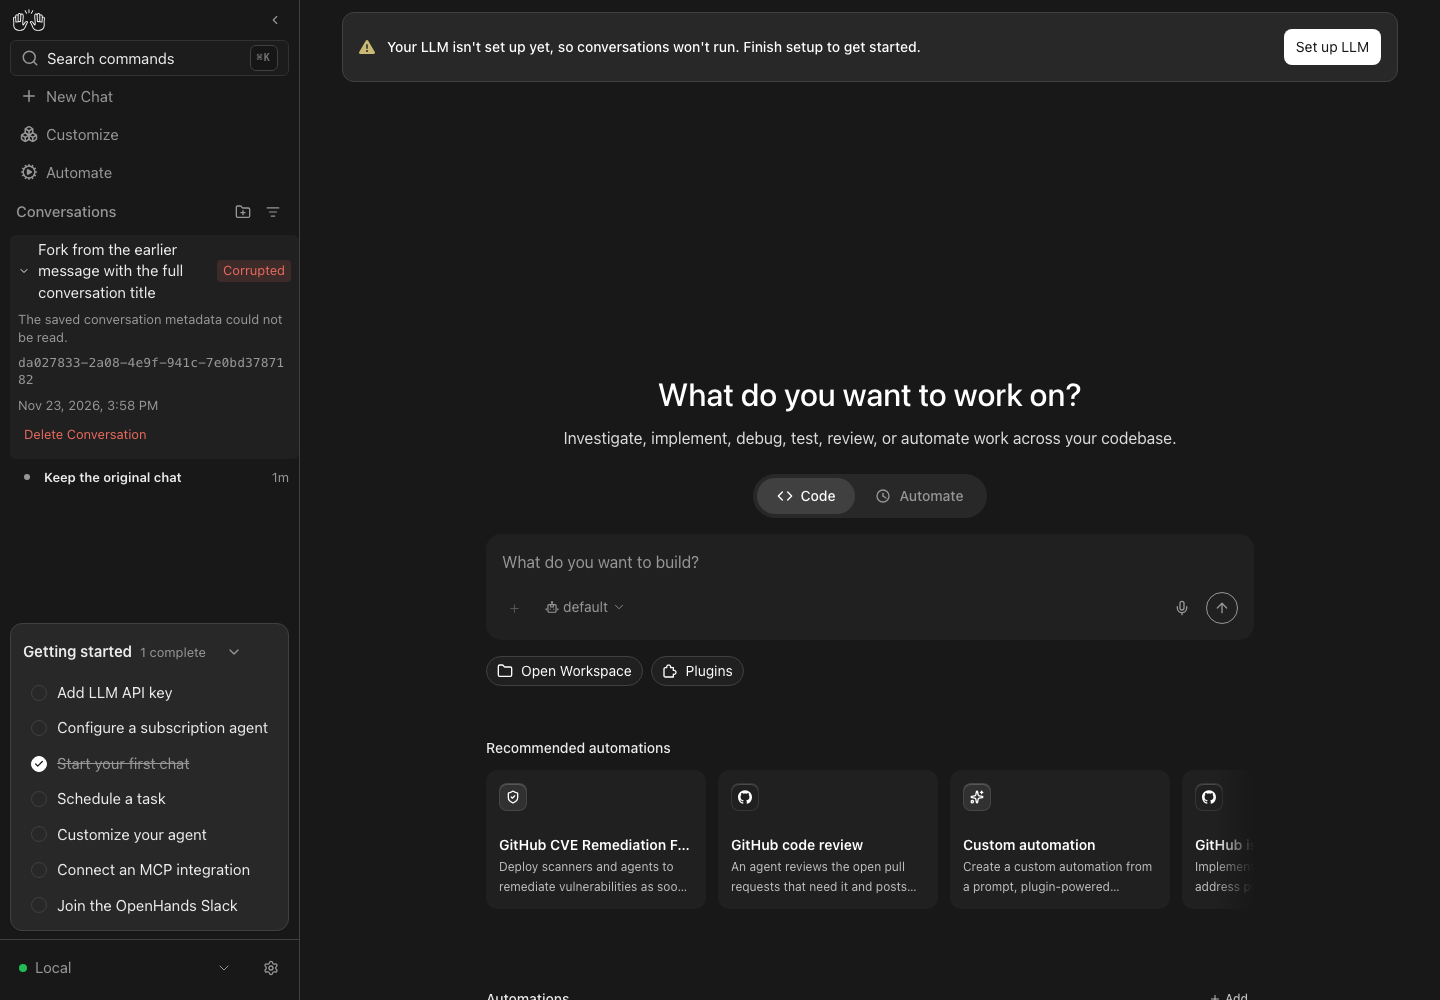 Search commands
⌘K
New Chat
Customize
Automate
Conversations
Fork from the earlier
message with the full
conversation title
Corrupted
The saved conversation metadata could not
be read.
da027833-2a08-4e9f-941c-7e0bd37871
82
Nov 23, 2026, 3:58 PM
Delete Conversation
Keep the original chat
1m
Getting started
1 complete
Add LLM API key
Configure a subscription agent
Start your first chat
Schedule a task
Customize your agent
Connect an MCP integration
Join the OpenHands Slack
Local
Your LLM isn't set up yet, so conversations won't run. Finish setup to get started.
Set up LLM
What do you want to work on?
Investigate, implement, debug, test, review, or automate work across your codebase.
Code
Automate
What do you want to build?
default
Open Workspace
Plugins
Recommended automations
GitHub CVE Remediation F...
Deploy scanners and agents to
remediate vulnerabilities as soo...
GitHub code review
An agent reviews the open pull
requests that need it and posts...
Custom automation
Create a custom automation from
a prompt, plugin-powered...
GitHub
Automations
Add